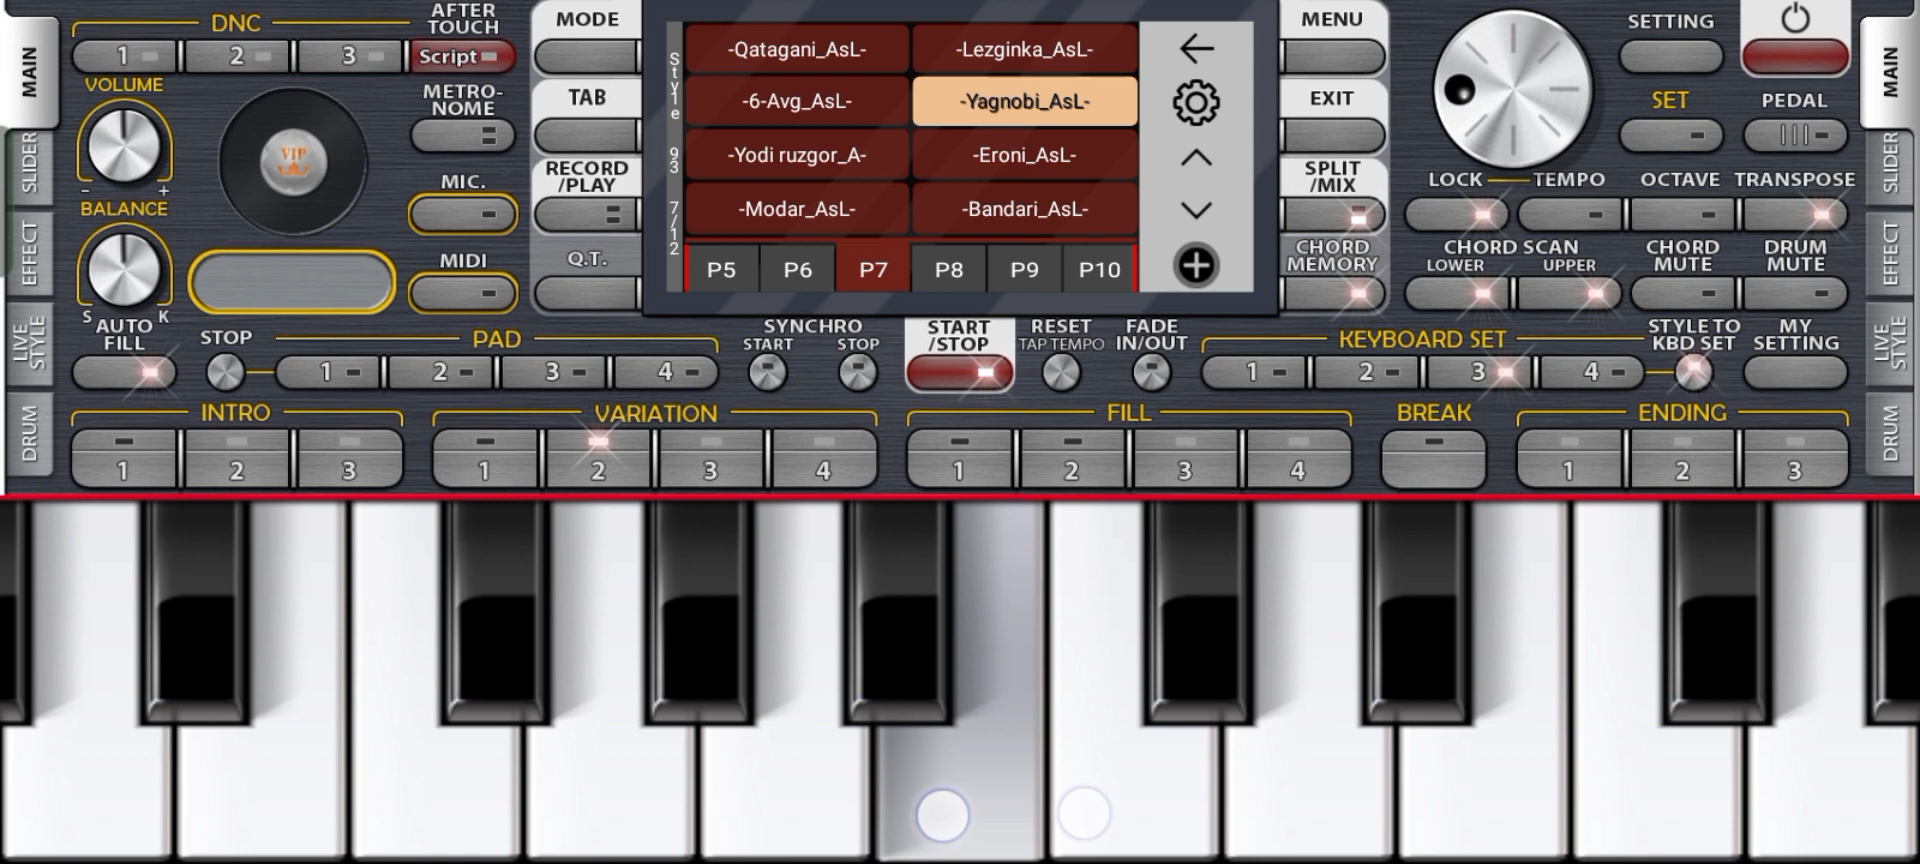 MAIN
SLIDER
EFFECT
LIVE STYLE
DRUM
DNC
1 2 3
AFTER TOUCH
Script
VOLUME
- +
BALANCE
S K
VIP
METRO-
NOME
MIC.
MIDI
MODE
TAB
RECORD
/PLAY
Q.T.
Style
93
7/12
-Qatagani_AsL- -Lezginka_AsL-
-6-Avg_AsL- -Yagnobi_AsL-
-Yodi ruzgor_A- -Eroni_AsL-
-Modar_AsL- -Bandari_AsL-
P5 P6 P7 P8 P9 P10
MENU
EXIT
SPLIT
/MIX
CHORD
MEMORY
SETTING
SET PEDAL
LOCK TEMPO OCTAVE TRANSPOSE
CHORD SCAN
LOWER UPPER
CHORD
MUTE
DRUM
MUTE
MAIN
SLIDER
EFFECT
LIVE STYLE
DRUM
AUTO
FILL
STOP
PAD
1 2 3 4
SYNCHRO
START STOP
START
/STOP
RESET
TAP TEMPO
FADE
IN/OUT
KEYBOARD SET
1 2 3 4
STYLE TO
KBD SET
MY
SETTING
INTRO
1 2 3
VARIATION
1 2 3 4
FILL
1 2 3 4
BREAK
ENDING
1 2 3